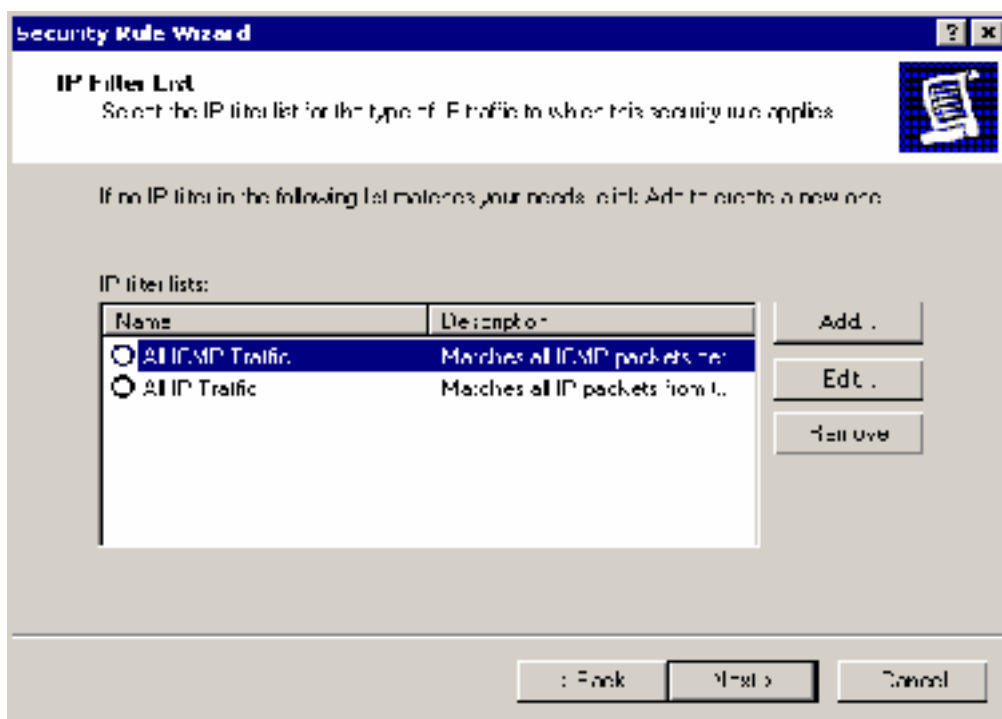 Security Rule Wizard
IP Filter List
Select the IP filter list for the type of IP traffic to which this security rule applies
If no IP filter in the following list matches your needs, click Add to create a new one
IP filter lists:
Name Description
All ICMP Traffic Matches all ICMP packets
All IP Traffic Matches all IP packets from
Add...
Edit...
Remove
< Back Next > Cancel